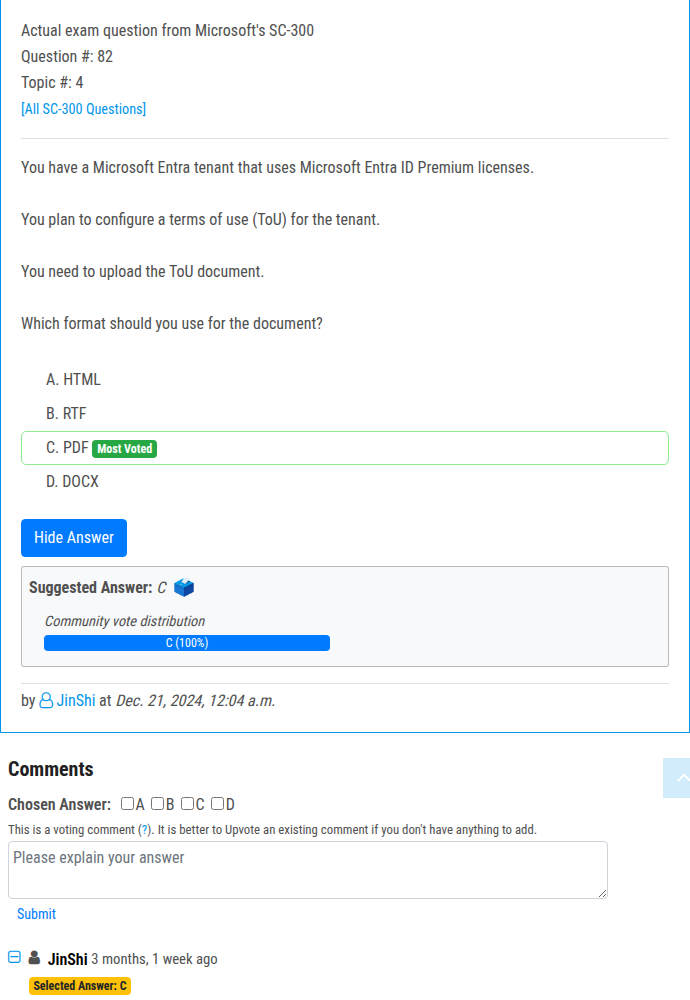 Actual exam question from Microsoft's SC-300
Question #: 82
Topic #: 4
[All SC-300 Questions]
You have a Microsoft Entra tenant that uses Microsoft Entra ID Premium licenses.
You plan to configure a terms of use (ToU) for the tenant.
You need to upload the ToU document.
Which format should you use for the document?
A. HTML
B. RTF
C. PDF Most Voted
D. DOCX
Hide Answer
Suggested Answer: C
Community vote distribution
C (100%)
by JinShi at Dec. 21, 2024, 12:04 a.m.
Comments
Chosen Answer: A B C D
This is a voting comment (?). It is better to Upvote an existing comment if you don't have anything to add.
Please explain your answer
Submit
JinShi 3 months, 1 week ago
Selected Answer: C